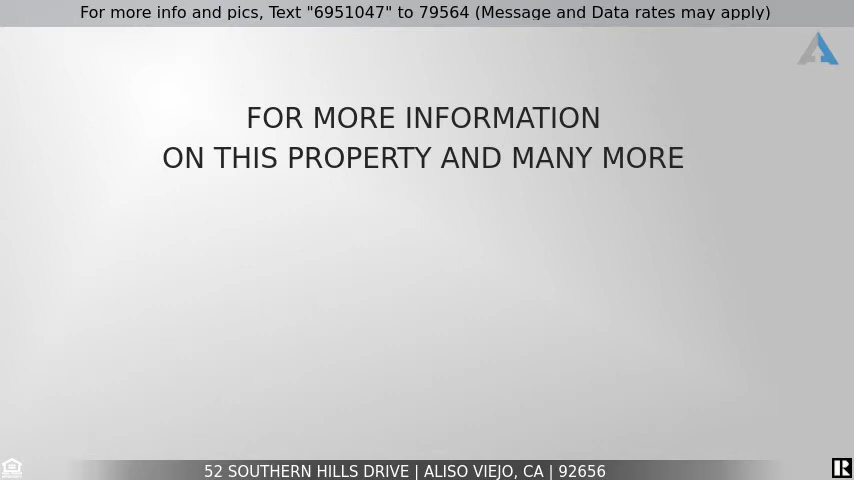 For more info and pics, Text "6951047" to 79564 (Message and Data rates may apply)
FOR MORE INFORMATION
ON THIS PROPERTY AND MANY MORE
52 SOUTHERN HILLS DRIVE | ALISO VIEJO, CA | 92656